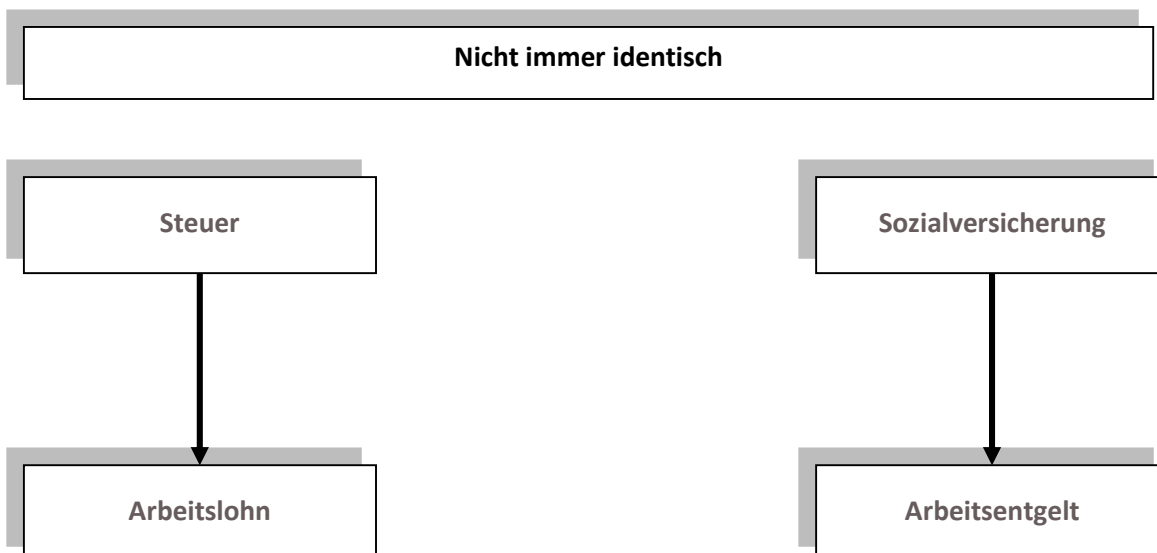 Nicht immer identisch
Steuer
Sozialversicherung
Arbeitslohn
Arbeitsentgelt